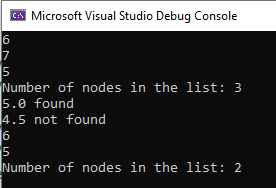 Microsoft Visual Studio Debug Console
6
7
5
Number of nodes in the list: 3
5.0 found
4.5 not found
6
5
Number of nodes in the list: 2